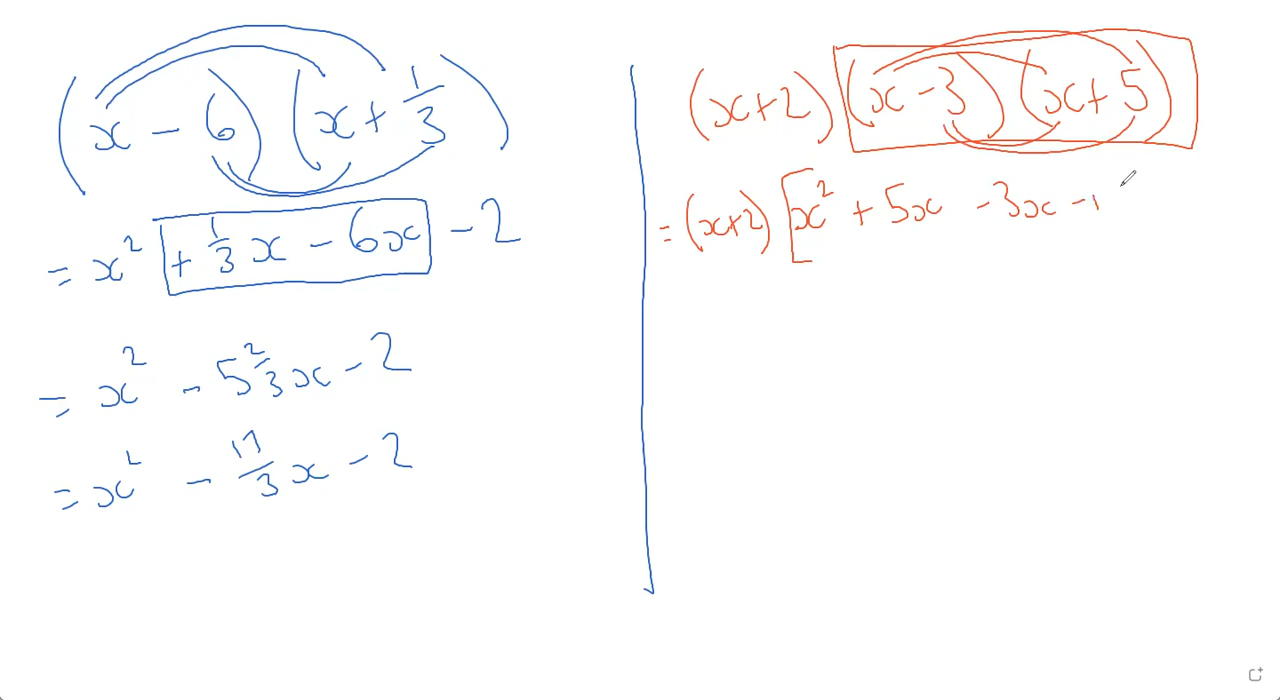 (x - 6)(x + 1/3)
= x² + 1/3 x - 6x - 2
= x² - 5 2/3 x - 2
= x² - 17/3 x - 2
(x+2)(x-3)(x+5)
= (x+2)[x² + 5x - 3x - 1